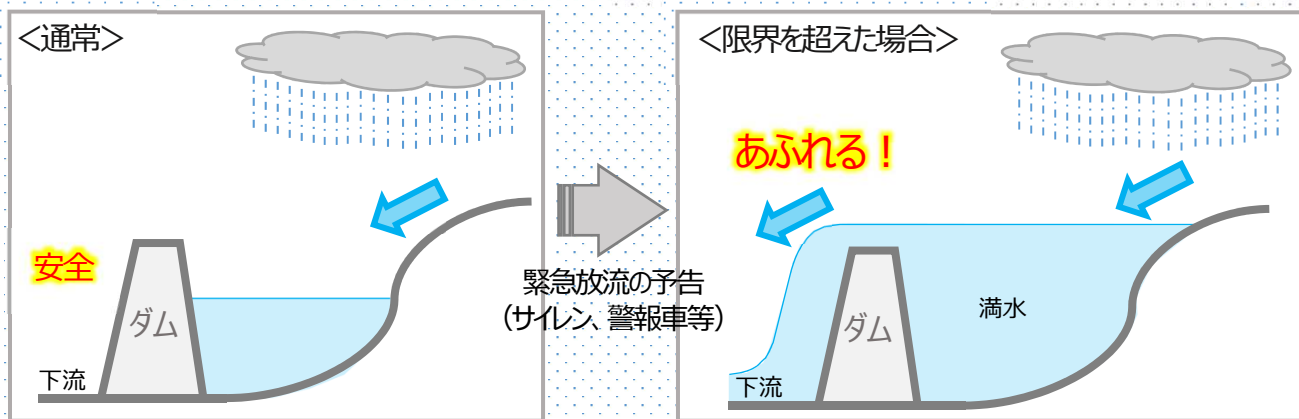 <通常>
安全
ダム
下流
緊急放流の予告
(サイレン、警報車等)
<限界を超えた場合>
あふれる！
満水
ダム
下流